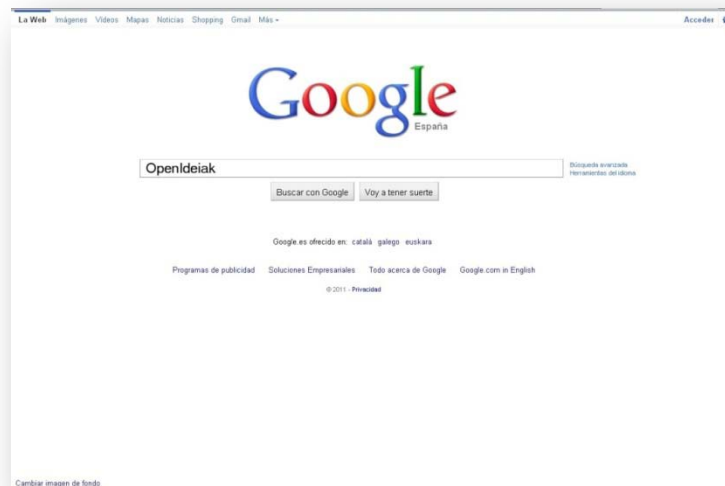 La Web Imágenes Vídeos Mapas Noticias Shopping Gmail Más Acceder
Google
España
OpenIdeiak
Búsqueda avanzada
Herramientas del idioma
Buscar con Google Voy a tener suerte
Google.es ofrecido en: català galego euskara
Programas de publicidad Soluciones Empresariales Todo acerca de Google Google.com in English
© 2011 - Privacidad
Cambiar imagen de fondo